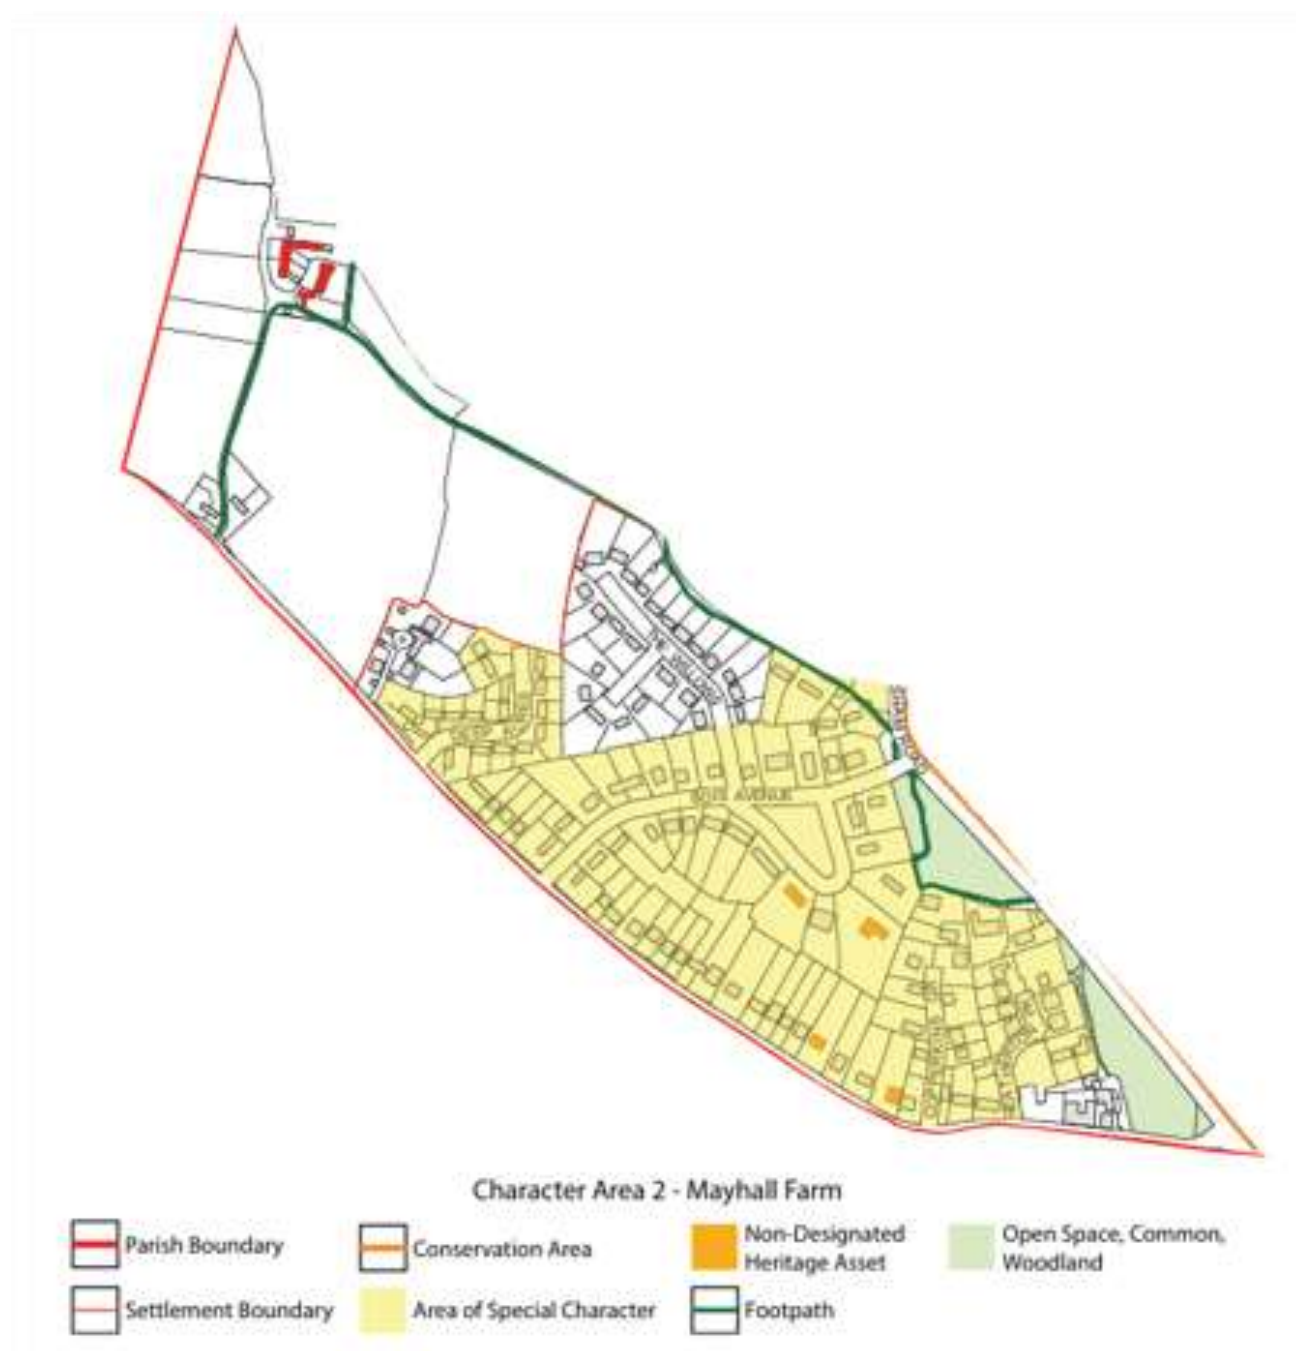 AVENUE
Character Area 2 - Mayhall Farm
Parish Boundary
Conservation Area
Non-Designated
Heritage Asset
Open Space, Common,
Woodland
Settlement Boundary
Area of Special Character
Footpath